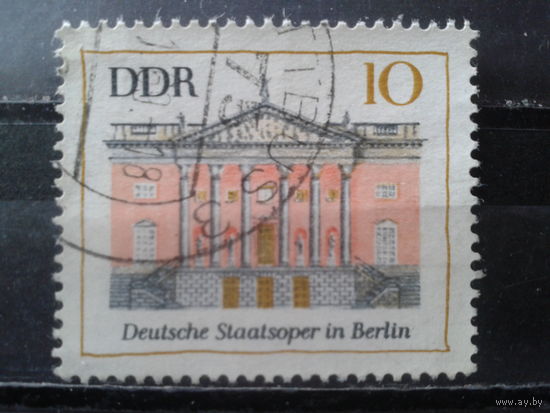 DDR 10
Deutsche Staatsoper in Berlin
www.ay.by